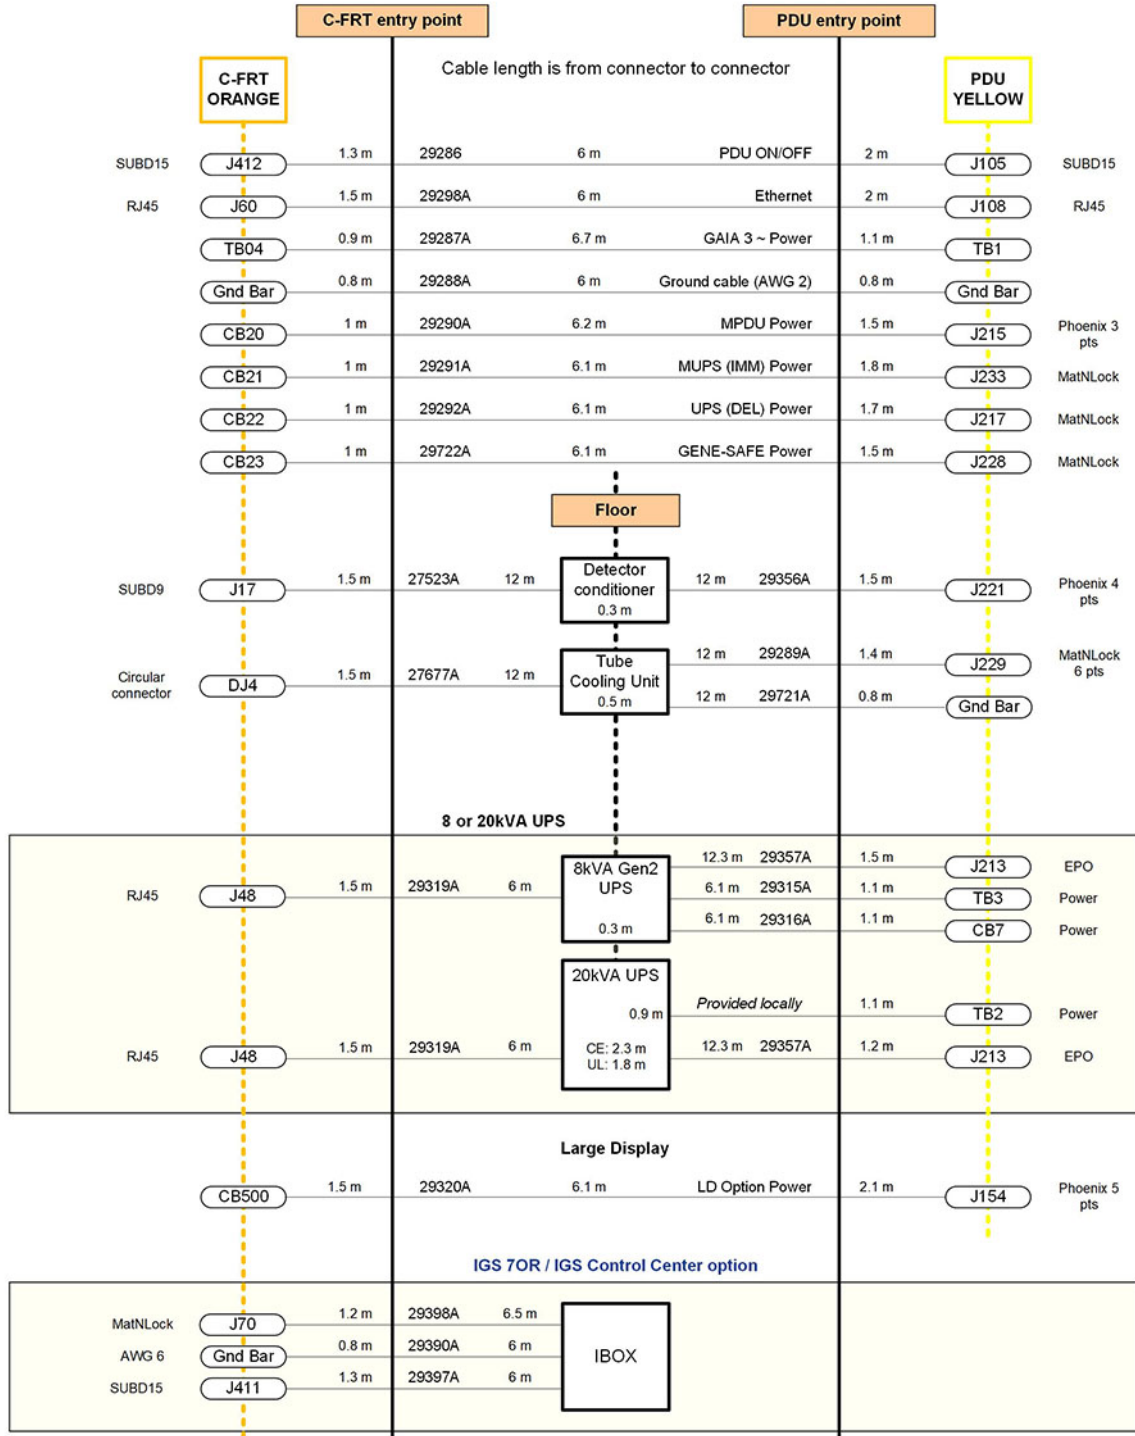 C-FRT entry point
PDU entry point
Cable length is from connector to connector
C-FRT
ORANGE
PDU
YELLOW
SUBD15 J412 1.3 m 29286 6 m PDU ON/OFF 2 m J105 SUBD15
RJ45 J60 1.5 m 29298A 6 m Ethernet 2 m J108 RJ45
TB04 0.9 m 29287A 6.7 m GAIA 3 ~ Power 1.1 m TB1
Gnd Bar 0.8 m 29288A 6 m Ground cable (AWG 2) 0.8 m Gnd Bar
CB20 1 m 29290A 6.2 m MPDU Power 1.5 m J215 Phoenix 3
pts
CB21 1 m 29291A 6.1 m MUPS (IMM) Power 1.8 m J233 MatNLock
CB22 1 m 29292A 6.1 m UPS (DEL) Power 1.7 m J217 MatNLock
CB23 1 m 29722A 6.1 m GENE-SAFE Power 1.5 m J228 MatNLock
Floor
SUBD9 J17 1.5 m 27523A 12 m
Detector
conditioner
0.3 m
12 m 29356A 1.5 m J221 Phoenix 4
pts
Circular
connector
DJ4 1.5 m 27677A 12 m
Tube
Cooling Unit
0.5 m
12 m 29289A 1.4 m J229 MatNLock
6 pts
12 m 29721A 0.8 m Gnd Bar
8 or 20kVA UPS
RJ45 J48 1.5 m 29319A 6 m
8kVA Gen2
UPS
0.3 m
12.3 m 29357A 1.5 m J213 EPO
6.1 m 29315A 1.1 m TB3 Power
6.1 m 29316A 1.1 m CB7 Power
20kVA UPS
0.9 m Provided locally 1.1 m TB2 Power
RJ45 J48 1.5 m 29319A 6 m
CE: 2.3 m
UL: 1.8 m
12.3 m 29357A 1.2 m J213 EPO
Large Display
CB500 1.5 m 29320A 6.1 m LD Option Power 2.1 m J154 Phoenix 5
pts
IGS 7OR / IGS Control Center option
MatNLock J70 1.2 m 29398A 6.5 m
AWG 6 Gnd Bar 0.8 m 29390A 6 m IBOX
SUBD15 J411 1.3 m 29397A 6 m